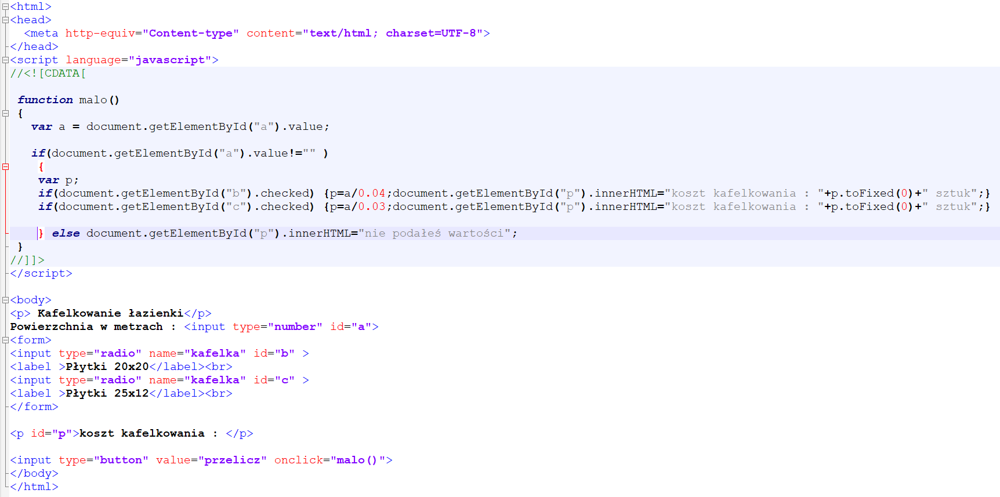 <html>
<head>
  <meta http-equiv="Content-type" content="text/html; charset=UTF-8">
</head>
<script language="javascript">
//<![CDATA[
 function malo()
 {
   var a = document.getElementById("a").value;
   if(document.getElementById("a").value!="" )
    {
    var p;
    if(document.getElementById("b").checked) {p=a/0.04;document.getElementById("p").innerHTML="koszt kafelkowania : "+p.toFixed(0)+" sztuk";}
    if(document.getElementById("c").checked) {p=a/0.03;document.getElementById("p").innerHTML="koszt kafelkowania : "+p.toFixed(0)+" sztuk";}
    } else document.getElementById("p").innerHTML="nie podałeś wartości";
 }
//]]>
</script>
<body>
<p> Kafelkowanie łazienki</p>
Powierzchnia w metrach : <input type="number" id="a">
<form>
<input type="radio" name="kafelka" id="b" >
<label >Płytki 20x20</label><br>
<input type="radio" name="kafelka" id="c" >
<label >Płytki 25x12</label><br>
</form>
<p id="p">koszt kafelkowania : </p>
<input type="button" value="przelicz" onclick="malo()">
</body>
</html>